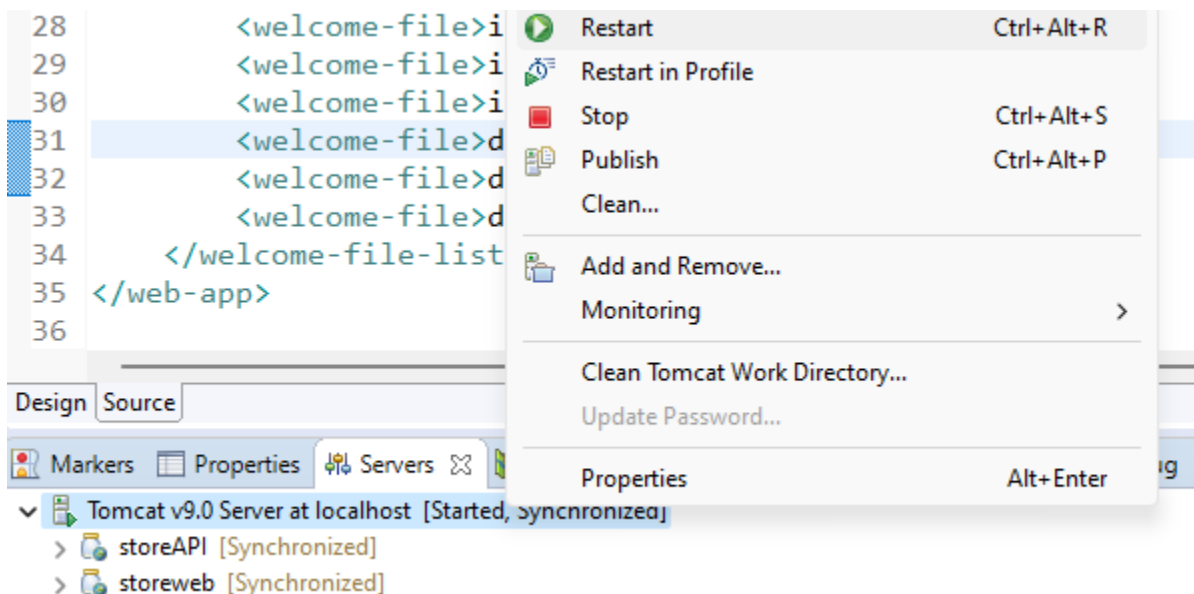 28 <welcome-file>i
29 <welcome-file>i
30 <welcome-file>i
31 <welcome-file>d
32 <welcome-file>d
33 <welcome-file>d
34 </welcome-file-list
35 </web-app>
36
Restart Ctrl+Alt+R
Restart in Profile
Stop Ctrl+Alt+S
Publish Ctrl+Alt+P
Clean...
Add and Remove...
Monitoring
Clean Tomcat Work Directory...
Update Password...
Properties Alt+Enter
Design Source
Markers Properties Servers ug
Tomcat v9.0 Server at localhost [Started, Synchronized]
storeAPI [Synchronized]
storeweb [Synchronized]